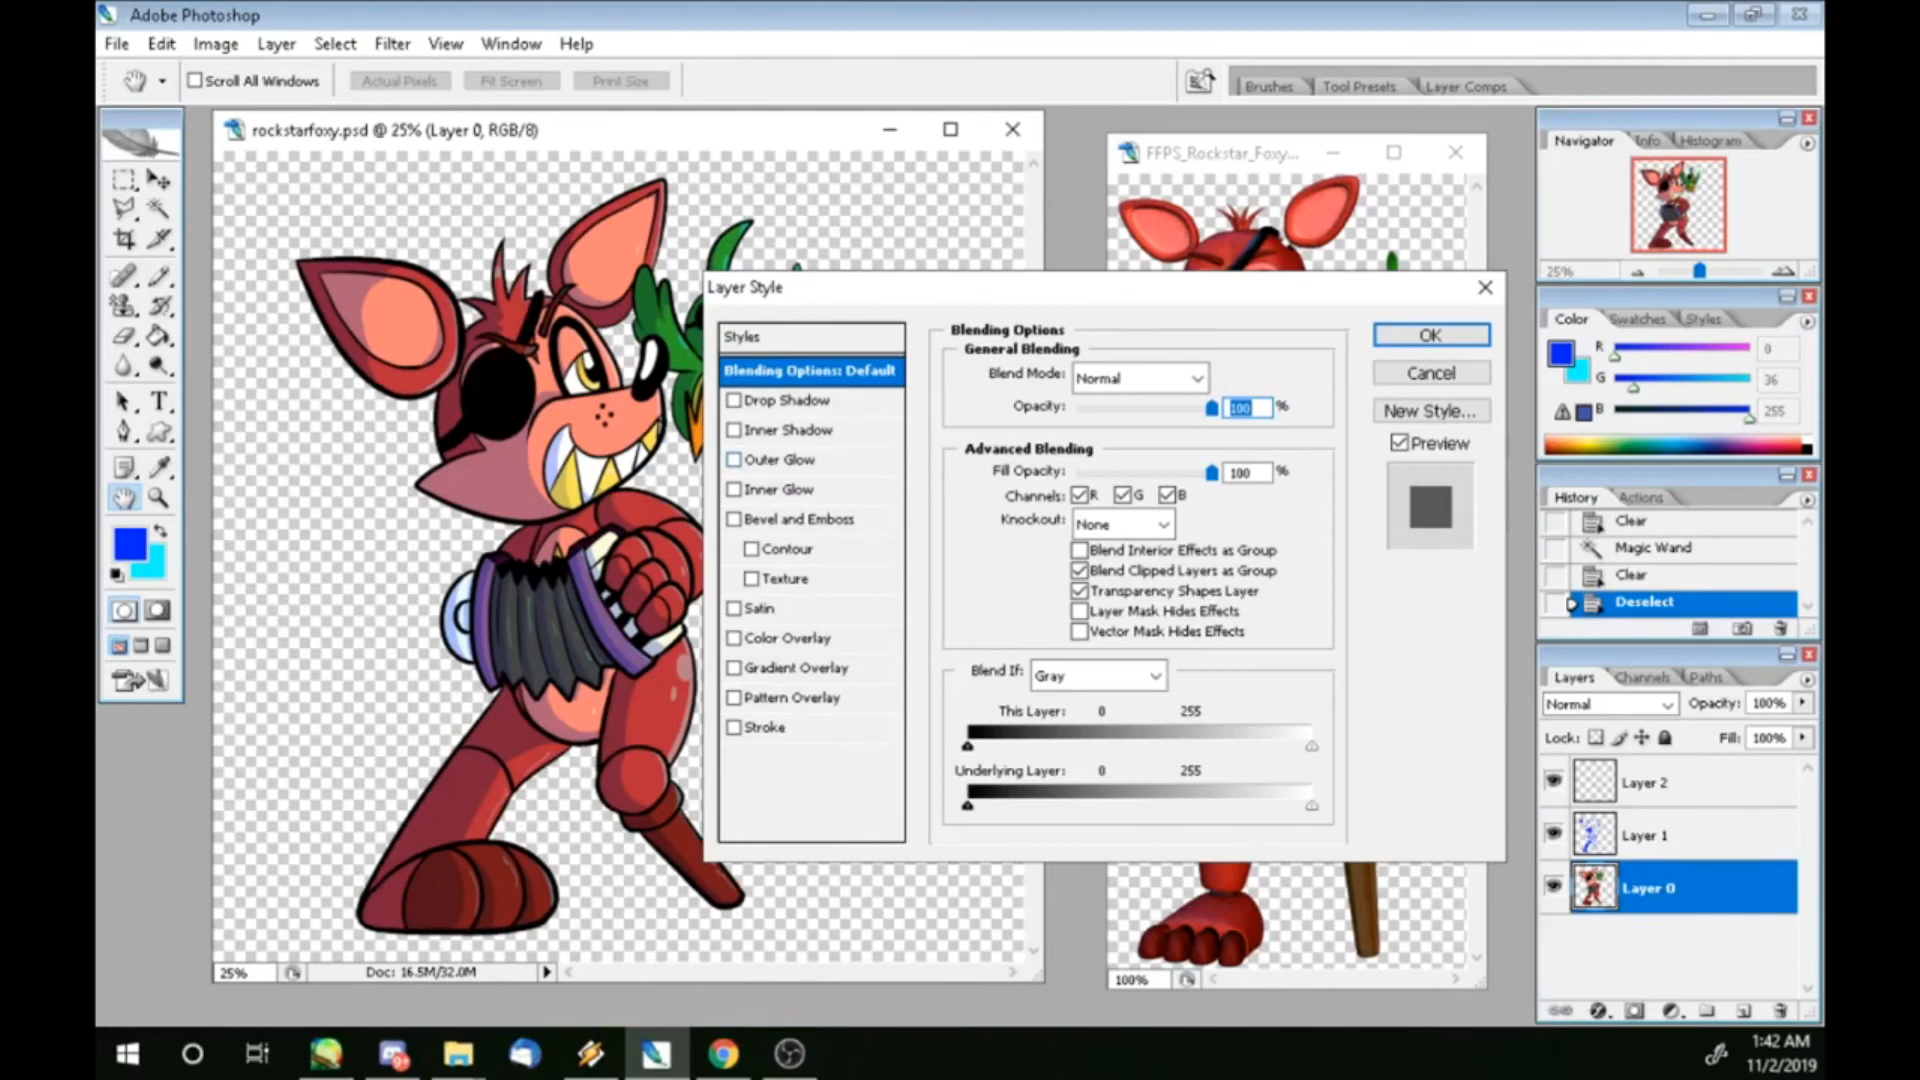 Adobe Photoshop
File Edit Image Layer Select Filter View Window Help
Scroll All Windows Actual Pixels Fit Screen Print Size Brushes Tool Presets Layer Comps
rockstarfoxy.psd @ 25% (Layer 0, RGB/8)
FFPS_Rockstar_Foxy...
Layer Style
Styles
Blending Options: Default
Drop Shadow
Inner Shadow
Outer Glow
Inner Glow
Bevel and Emboss
Contour
Texture
Satin
Color Overlay
Gradient Overlay
Pattern Overlay
Stroke
Blending Options
General Blending
Blend Mode: Normal
Opacity: 100 %
Advanced Blending
Fill Opacity: 100 %
Channels: R G B
Knockout: None
Blend Interior Effects as Group
Blend Clipped Layers as Group
Transparency Shapes Layer
Layer Mask Hides Effects
Vector Mask Hides Effects
Blend If: Gray
This Layer: 0 255
Underlying Layer: 0 255
OK
Cancel
New Style...
Preview
25% Doc: 16.5M/32.0M
100%
Navigator Info Histogram
25%
Color Swatches Styles
R 0
G 36
B 255
History Actions
Clear
Magic Wand
Clear
Deselect
Layers Channels Paths
Normal Opacity: 100%
Lock: Fill: 100%
Layer 2
Layer 1
Layer 0
9+
1:42 AM
11/2/2019